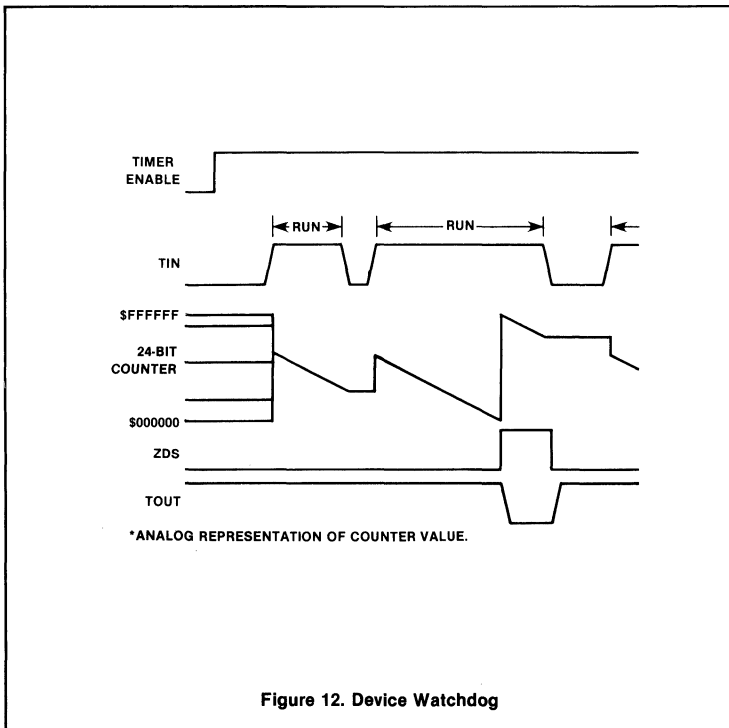 TIMER
ENABLE
RUN
RUN
TIN
$FFFFFF
24-BIT
COUNTER
$000000
ZDS
TOUT
*ANALOG REPRESENTATION OF COUNTER VALUE.
Figure 12. Device Watchdog